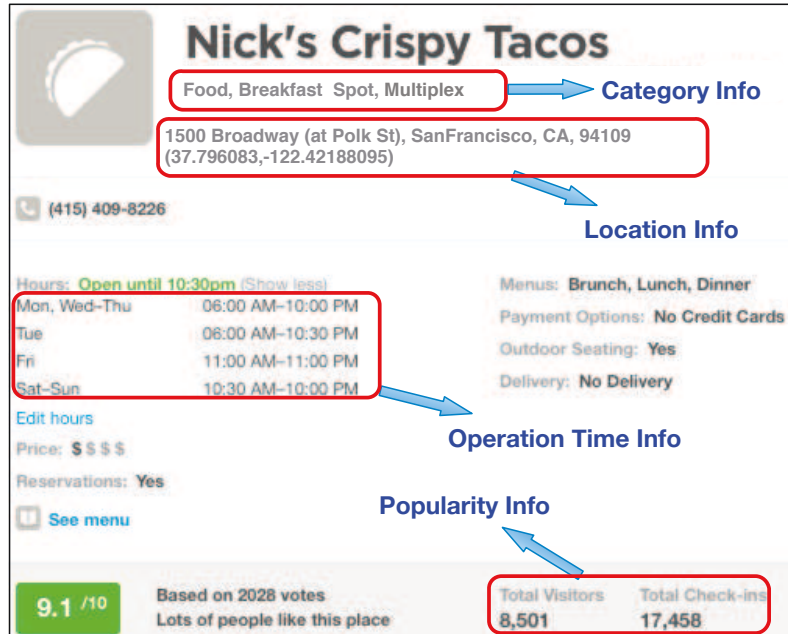 Nick's Crispy Tacos
Food, Breakfast Spot, Multiplex
Category Info
1500 Broadway (at Polk St), SanFrancisco, CA, 94109
(37.796083,-122.42188095)
(415) 409-8226
Location Info
Hours: Open until 10:30pm (Show less)
Mon, Wed–Thu 06:00 AM–10:00 PM
Tue 06:00 AM–10:30 PM
Fri 11:00 AM–11:00 PM
Sat–Sun 10:30 AM–10:00 PM
Menus: Brunch, Lunch, Dinner
Payment Options: No Credit Cards
Outdoor Seating: Yes
Delivery: No Delivery
Edit hours
Operation Time Info
Price: $ $ $ $
Reservations: Yes
See menu
Popularity Info
9.1 /10
Based on 2028 votes
Lots of people like this place
Total Visitors Total Check-ins
8,501 17,458